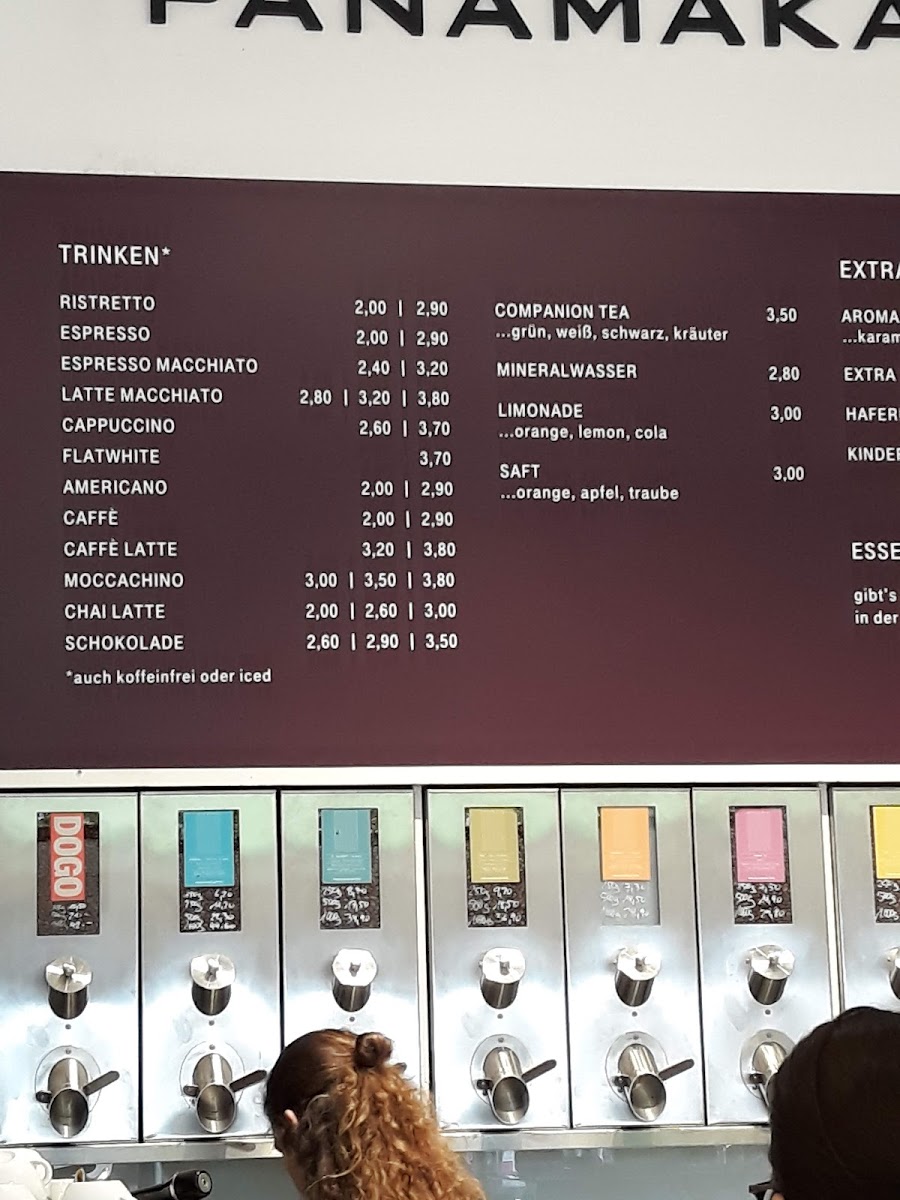 PANAMAKA
TRINKEN*
RISTRETTO 2,00 | 2,90
ESPRESSO 2,00 | 2,90
ESPRESSO MACCHIATO 2,40 | 3,20
LATTE MACCHIATO 2,80 | 3,20 | 3,80
CAPPUCCINO 2,60 | 3,70
FLATWHITE 3,70
AMERICANO 2,00 | 2,90
CAFFÈ 2,00 | 2,90
CAFFÈ LATTE 3,20 | 3,80
MOCCACHINO 3,00 | 3,50 | 3,80
CHAI LATTE 2,00 | 2,60 | 3,00
SCHOKOLADE 2,60 | 2,90 | 3,50
*auch koffeinfrei oder iced
COMPANION TEA 3,50
...grün, weiß, schwarz, kräuter
MINERALWASSER 2,80
LIMONADE 3,00
...orange, lemon, cola
SAFT 3,00
...orange, apfel, traube
EXTRA
AROMA
...karam
EXTRA
HAFER
KINDER
ESSE
gibt's
in der
DOGO